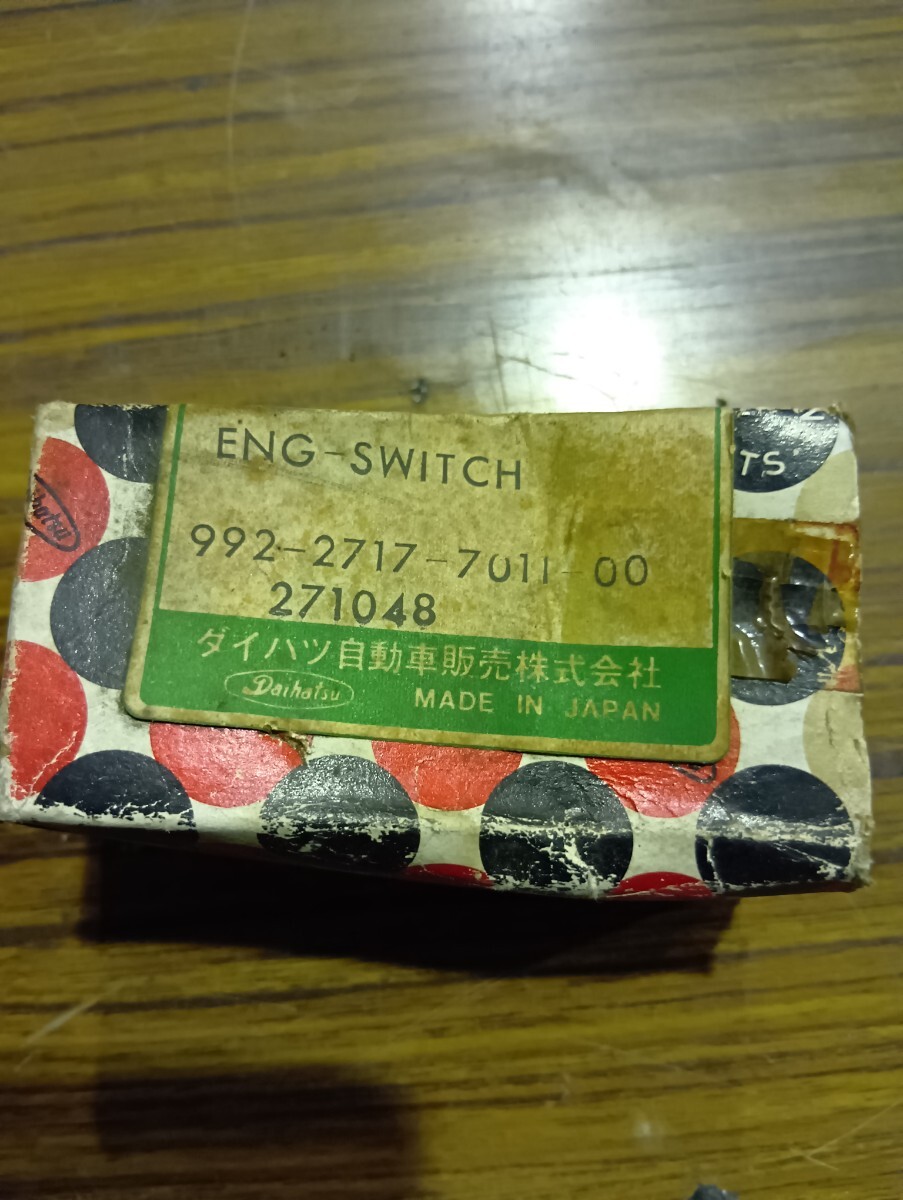 ENG-SWITCH
992-2717-7011-00
271048
ダイハツ自動車販売株式会社
Daihatsu
MADE IN JAPAN